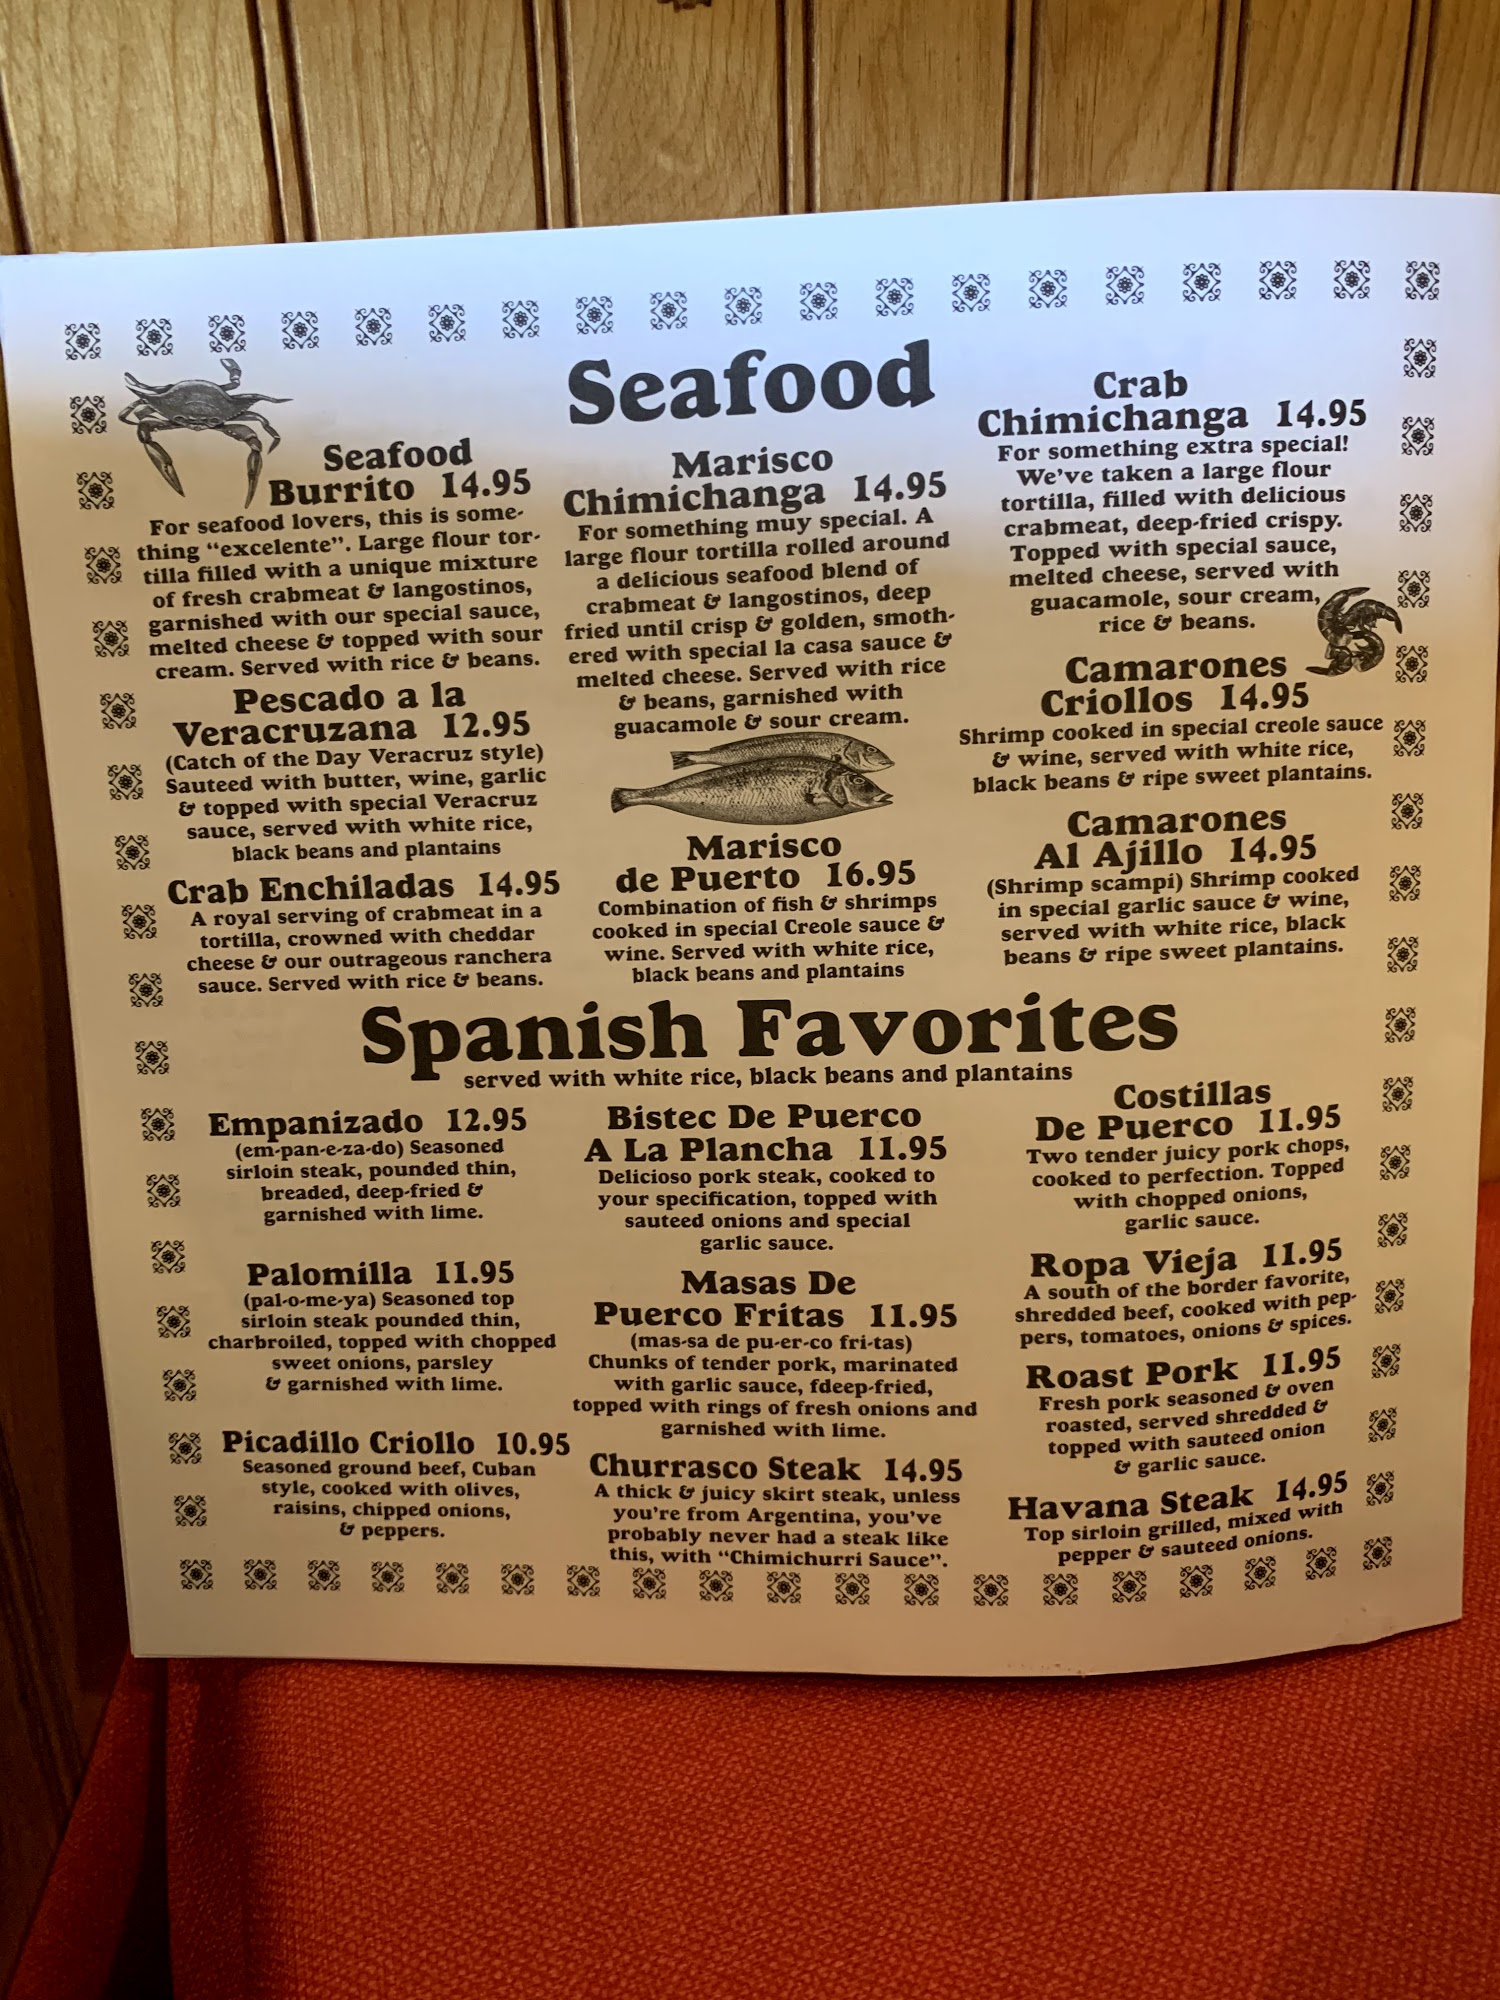 Seafood
Seafood
Burrito 14.95
For seafood lovers, this is some-
thing "excelente". Large flour tor-
tilla filled with a unique mixture
of fresh crabmeat & langostinos,
garnished with our special sauce,
melted cheese & topped with sour
cream. Served with rice & beans.
Pescado a la
Veracruzana 12.95
(Catch of the Day Veracruz style)
Sauteed with butter, wine, garlic
& topped with special Veracruz
sauce, served with white rice,
black beans and plantains
Crab Enchiladas 14.95
A royal serving of crabmeat in a
tortilla, crowned with cheddar
cheese & our outrageous ranchera
sauce. Served with rice & beans.
Marisco
Chimichanga 14.95
For something muy special. A
large flour tortilla rolled around
a delicious seafood blend of
crabmeat & langostinos, deep
fried until crisp & golden, smoth-
ered with special la casa sauce &
melted cheese. Served with rice
& beans, garnished with
guacamole & sour cream.
Marisco
de Puerto 16.95
Combination of fish & shrimps
cooked in special Creole sauce &
wine. Served with white rice,
black beans and plantains
Crab
Chimichanga 14.95
For something extra special!
We've taken a large flour
tortilla, filled with delicious
crabmeat, deep-fried crispy.
Topped with special sauce,
melted cheese, served with
guacamole, sour cream,
rice & beans.
Camarones
Criollos 14.95
Shrimp cooked in special creole sauce
& wine, served with white rice,
black beans & ripe sweet plantains.
Camarones
Al Ajillo 14.95
(Shrimp scampi) Shrimp cooked
in special garlic sauce & wine,
served with white rice, black
beans & ripe sweet plantains.
Spanish Favorites
served with white rice, black beans and plantains
Empanizado 12.95
(em-pan-e-za-do) Seasoned
sirloin steak, pounded thin,
breaded, deep-fried &
garnished with lime.
Palomilla 11.95
(pal-o-me-ya) Seasoned top
sirloin steak pounded thin,
charbroiled, topped with chopped
sweet onions, parsley
& garnished with lime.
Picadillo Criollo 10.95
Seasoned ground beef, Cuban
style, cooked with olives,
raisins, chipped onions,
& peppers.
Bistec De Puerco
A La Plancha 11.95
Delicioso pork steak, cooked to
your specification, topped with
sauteed onions and special
garlic sauce.
Masas De
Puerco Fritas 11.95
(mas-sa de pu-er-co fri-tas)
Chunks of tender pork, marinated
with garlic sauce, fdeep-fried,
topped with rings of fresh onions and
garnished with lime.
Churrasco Steak 14.95
A thick & juicy skirt steak, unless
you're from Argentina, you've
probably never had a steak like
this, with "Chimichurri Sauce".
Costillas
De Puerco 11.95
Two tender juicy pork chops,
cooked to perfection. Topped
with chopped onions,
garlic sauce.
Ropa Vieja 11.95
A south of the border favorite,
shredded beef, cooked with pep-
pers, tomatoes, onions & spices.
Roast Pork 11.95
Fresh pork seasoned & oven
roasted, served shredded &
topped with sauteed onion
& garlic sauce.
Havana Steak 14.95
Top sirloin grilled, mixed with
pepper & sauteed onions.